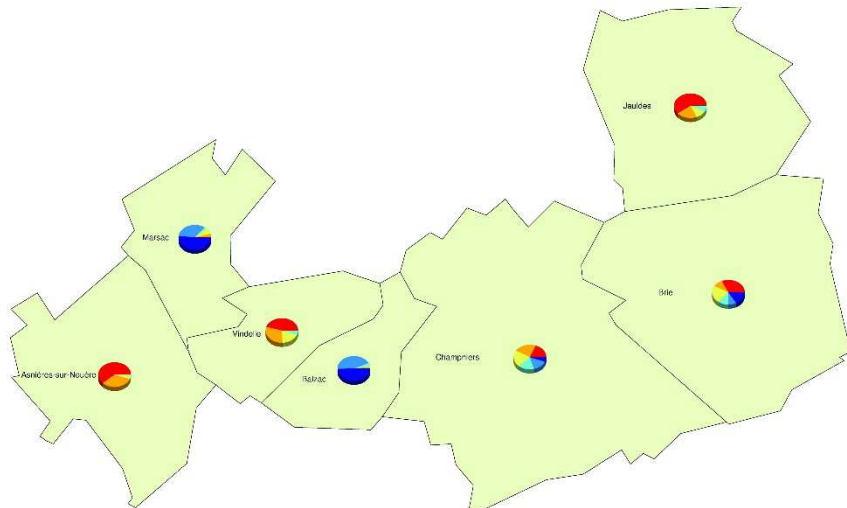 Jauldes
Marsac
Brie
Vindelle
Champniers
Asnières-sur-Nouère
Balzac